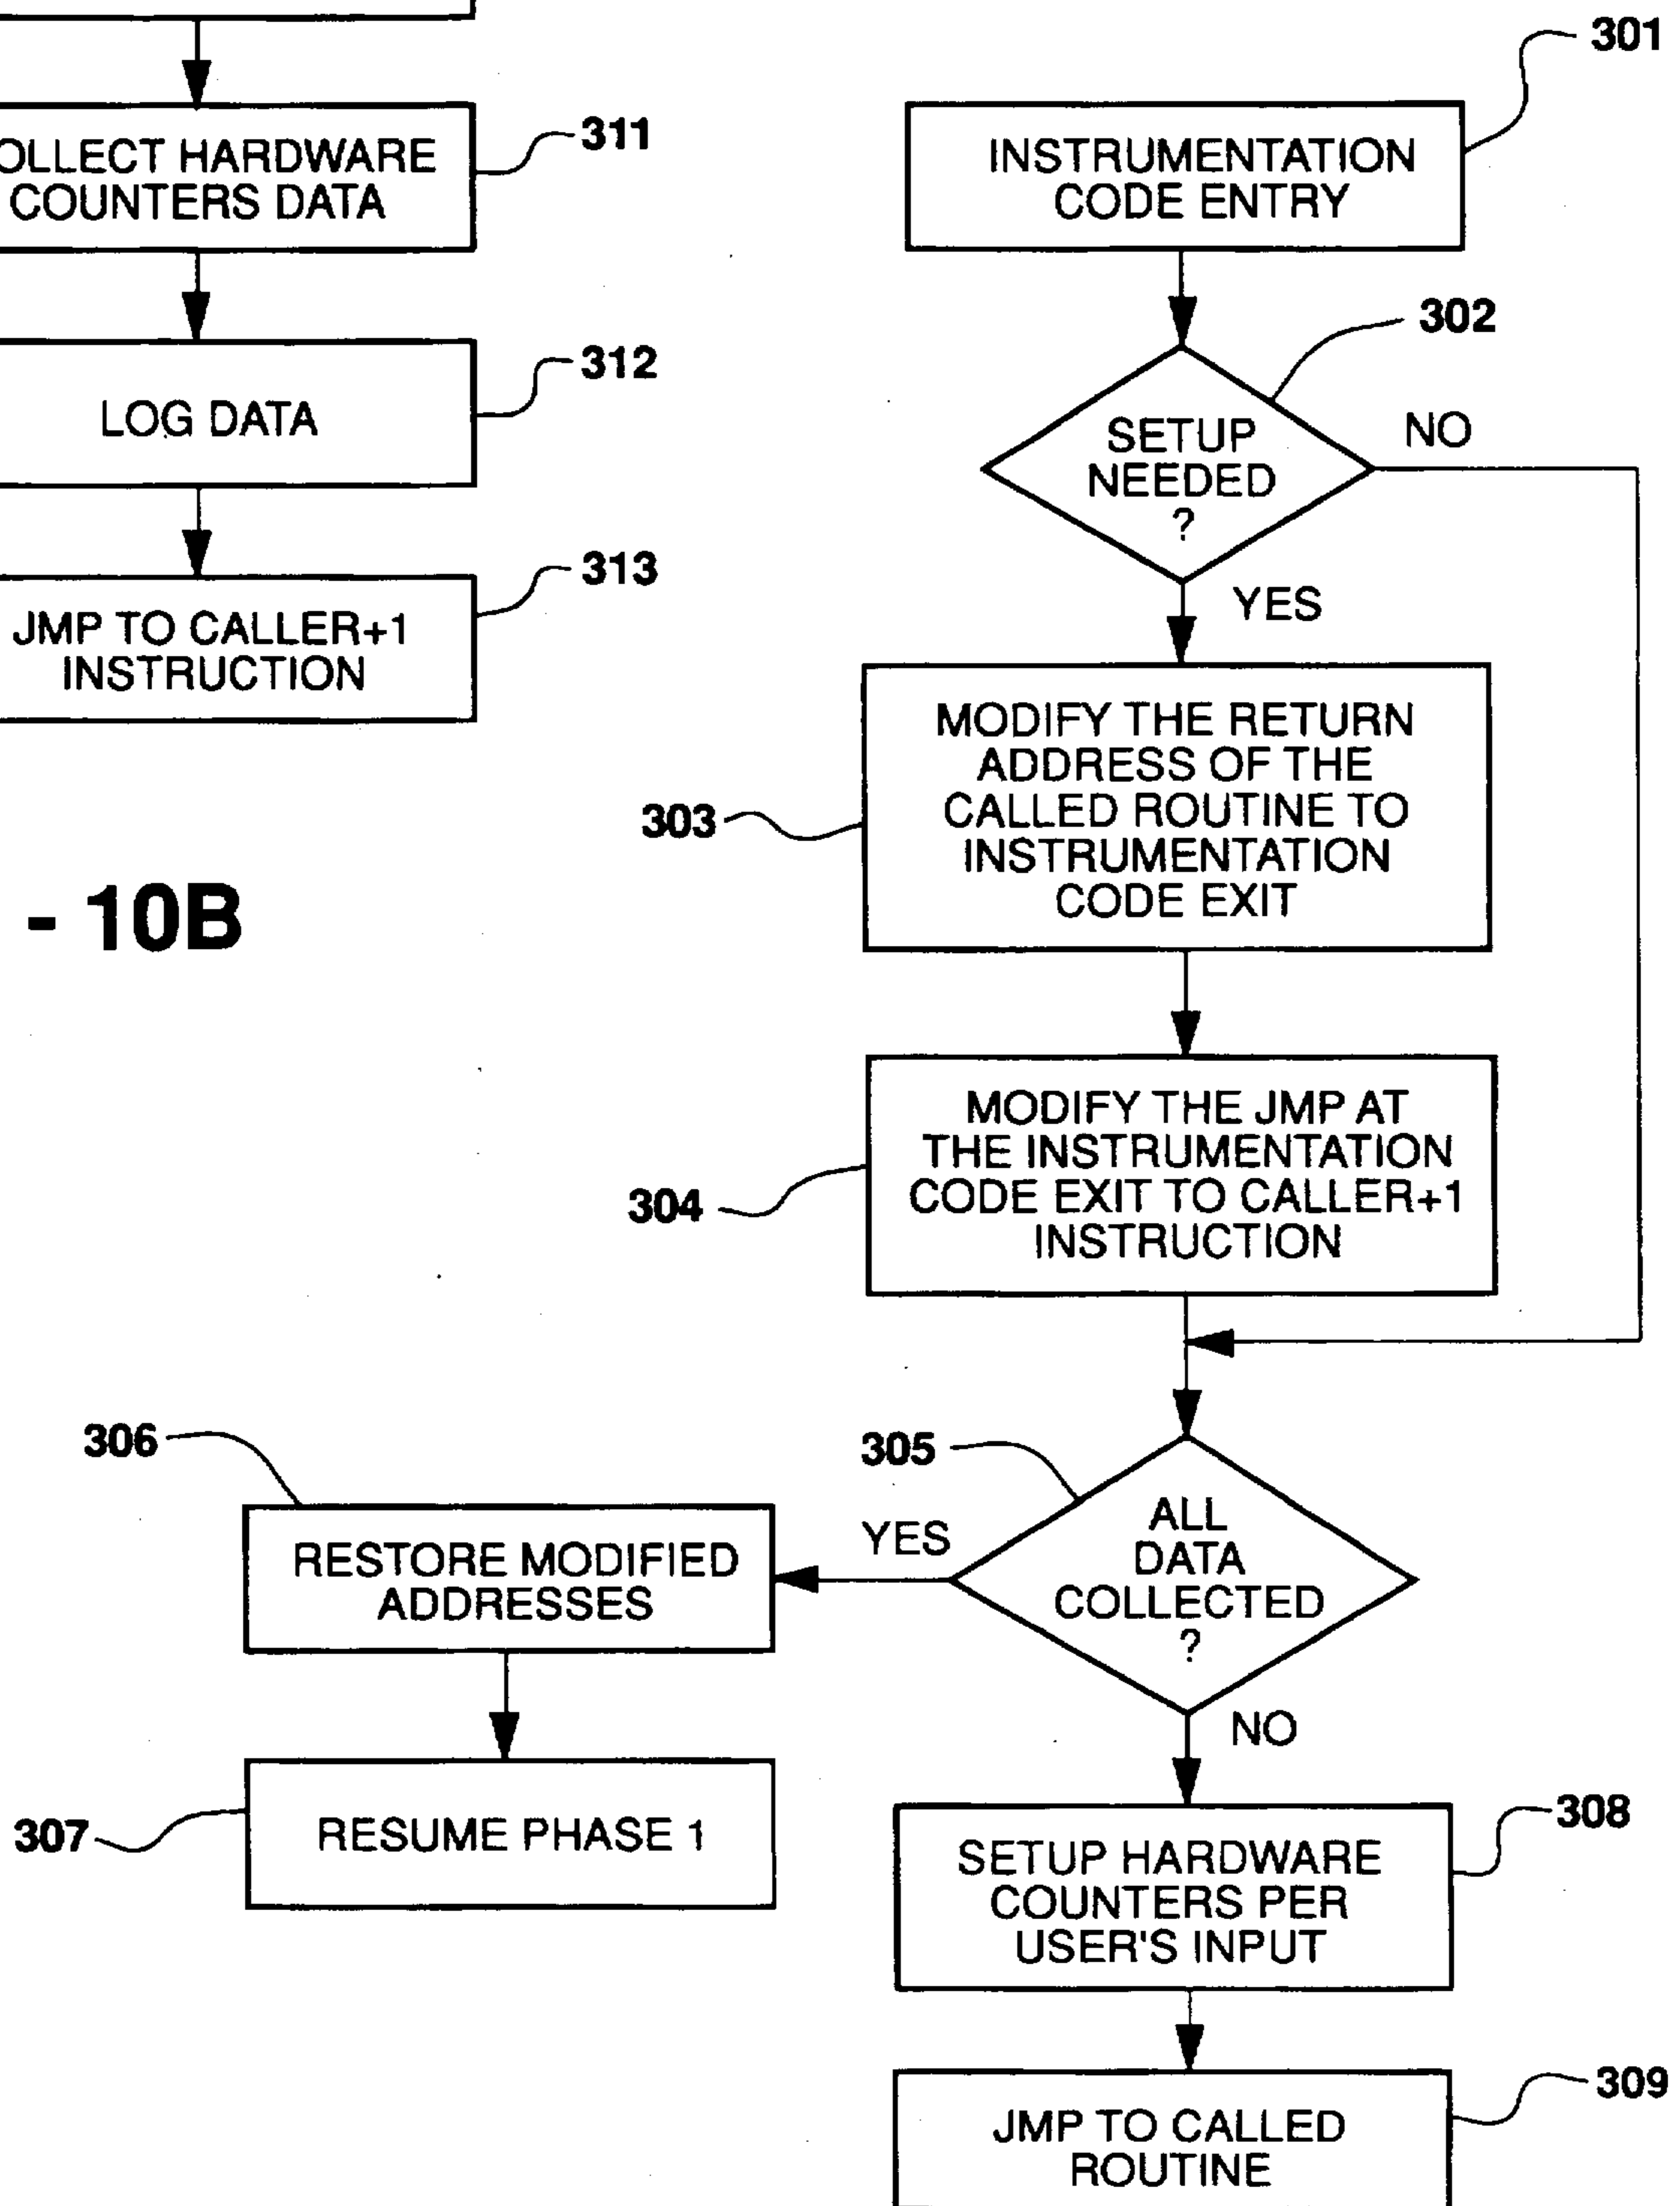 311
OLLECT HARDWARE
COUNTERS DATA
312
LOG DATA
313
JMP TO CALLER+1
INSTRUCTION
- 10B
301
INSTRUMENTATION
CODE ENTRY
302
SETUP
NEEDED
?
NO
YES
303
MODIFY THE RETURN
ADDRESS OF THE
CALLED ROUTINE TO
INSTRUMENTATION
CODE EXIT
304
MODIFY THE JMP AT
THE INSTRUMENTATION
CODE EXIT TO CALLER+1
INSTRUCTION
305
ALL
DATA
COLLECTED
?
YES
306
RESTORE MODIFIED
ADDRESSES
307
RESUME PHASE 1
NO
308
SETUP HARDWARE
COUNTERS PER
USER'S INPUT
309
JMP TO CALLED
ROUTINE